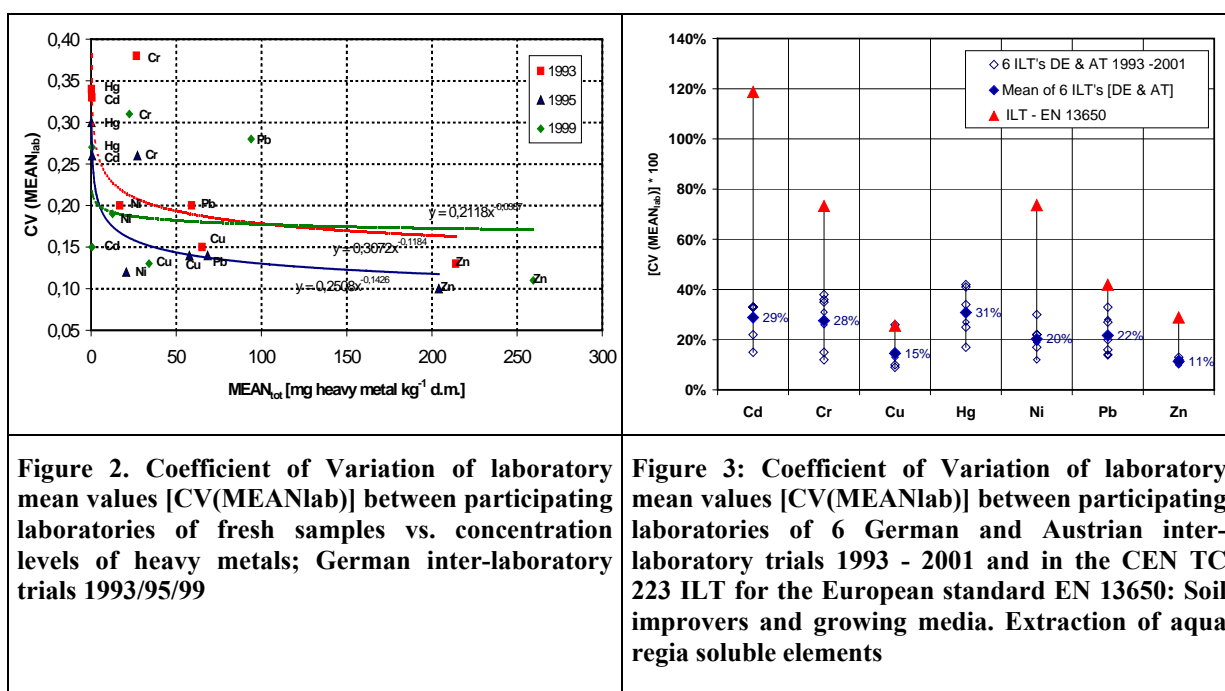 0,40
0,35
0,30
0,25
0,20
0,15
0,10
0,05
CV (MEANlab)
Cr
Hg
Cd
Hg
Cr
Pb
Hg
Cd
Cr
Ni
Pb
Ni
Cu
Cd
Cu
Pb
Ni
Cu
Zn
Zn
Zn
1993
1995
1999
y = 0,3072x-0,1184
y = 0,2508x-0,1426
0 50 100 150 200 250 300
MEANtot [mg heavy metal kg-1 d.m.]
140%
120%
100%
80%
60%
40%
20%
0%
[CV (MEANlab)] * 100
6 ILT's DE & AT 1993 -2001
Mean of 6 ILT's [DE & AT]
ILT - EN 13650
29%
28%
15%
31%
20%
22%
11%
Cd Cr Cu Hg Ni Pb Zn
Figure 2. Coefficient of Variation of laboratory
mean values [CV(MEANlab)] between participating
laboratories of fresh samples vs. concentration
levels of heavy metals; German inter-laboratory
trials 1993/95/99
Figure 3: Coefficient of Variation of laboratory
mean values [CV(MEANlab)] between participating
laboratories of 6 German and Austrian inter-
laboratory trials 1993 - 2001 and in the CEN TC
223 ILT for the European standard EN 13650: Soil
improvers and growing media. Extraction of aqua
regia soluble elements